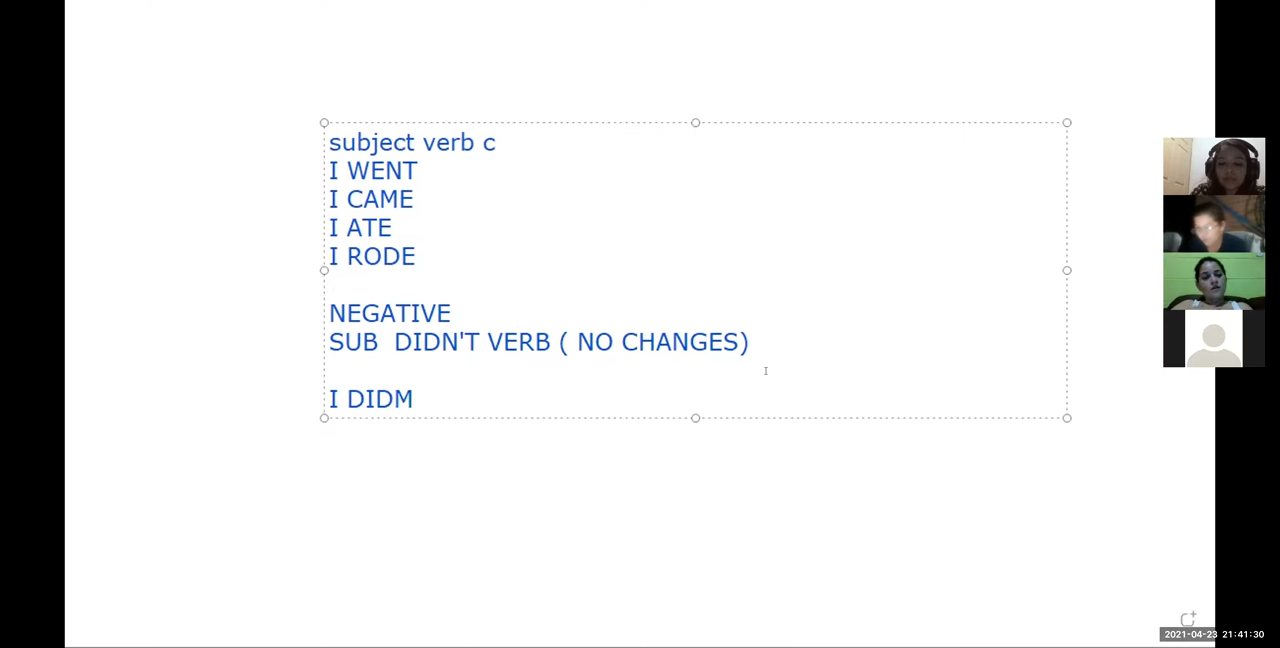 subject verb c
I WENT
I CAME
I ATE
I RODE
NEGATIVE
SUB  DIDN'T VERB ( NO CHANGES)
I DIDM
2021-04-23 21:41:30